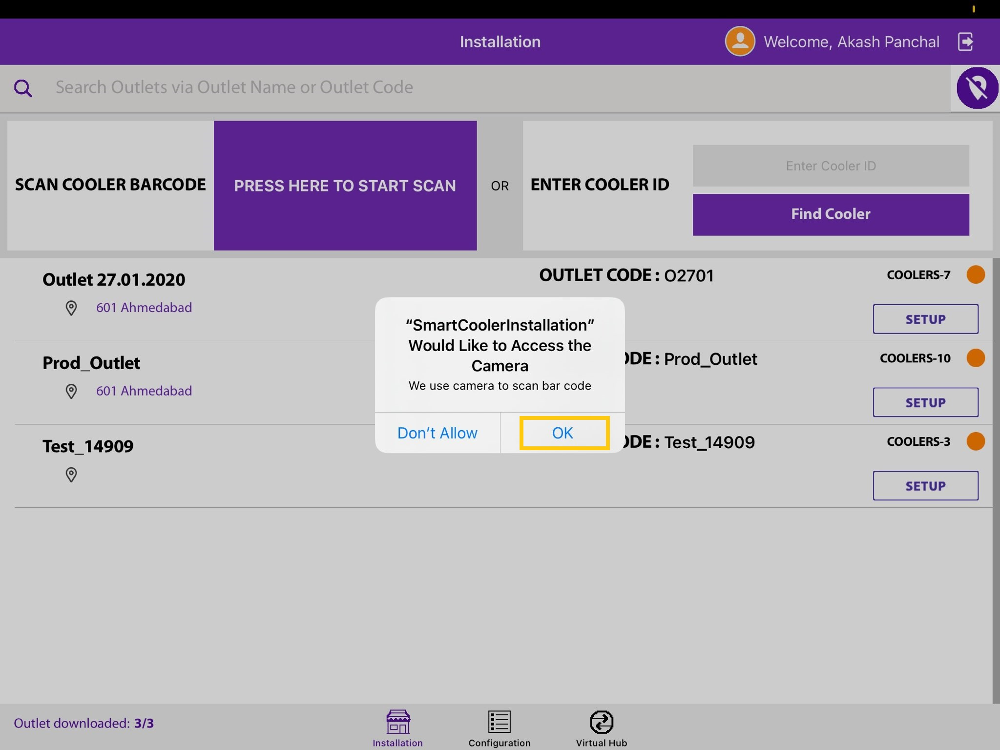 Installation
Welcome, Akash Panchal
Search Outlets via Outlet Name or Outlet Code
SCAN COOLER BARCODE
PRESS HERE TO START SCAN
OR
ENTER COOLER ID
Enter Cooler ID
Find Cooler
Outlet 27.01.2020
OUTLET CODE : O2701
COOLERS-7
601 Ahmedabad
SETUP
“SmartCoolerInstallation”
Would Like to Access the
Camera
We use camera to scan bar code
Don’t Allow
OK
Prod_Outlet
ODE : Prod_Outlet
COOLERS-10
601 Ahmedabad
SETUP
Test_14909
ODE : Test_14909
COOLERS-3
SETUP
Outlet downloaded: 3/3
Installation
Configuration
Virtual Hub